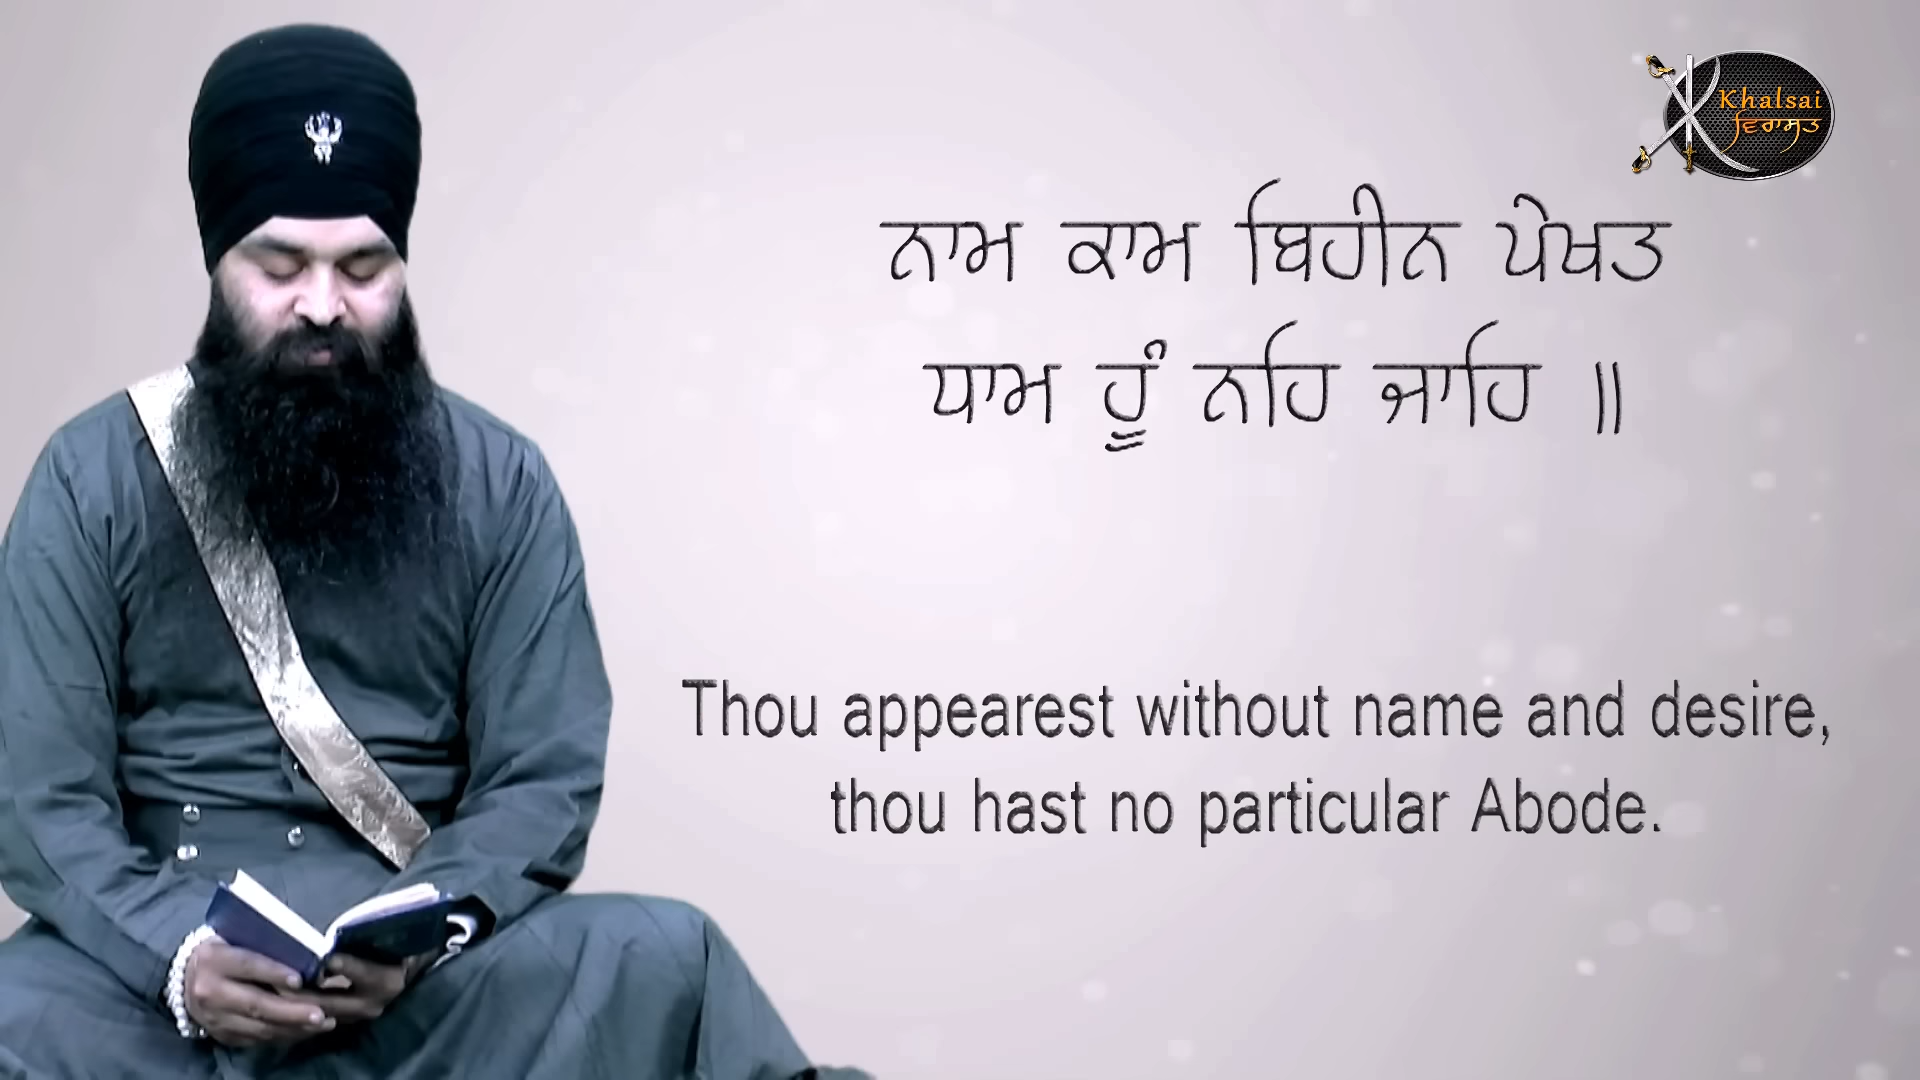 Khalsai
ਵਿਰਾਸਤ
ਨਾਮ ਕਾਮ ਬਿਹੀਨ ਪੇਖਤ
ਧਾਮ ਹੂੰ ਨਹਿ ਜਾਹਿ ॥
Thou appearest without name and desire,
thou hast no particular Abode.